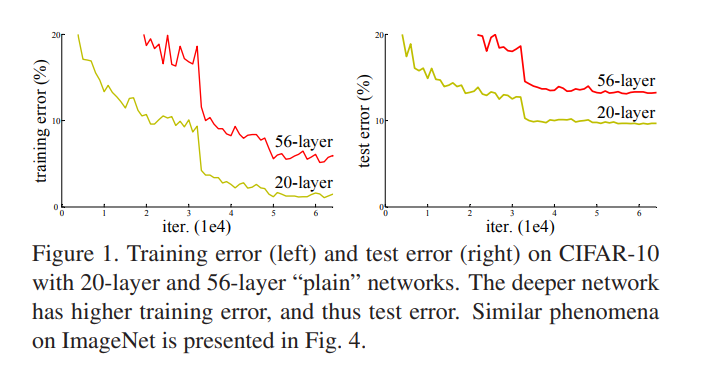 20
10
0
training error (%)
56-layer
20-layer
0 1 2 3 4 5 6
iter. (1e4)
20
10
0
test error (%)
56-layer
20-layer
0 1 2 3 4 5 6
iter. (1e4)
Figure 1. Training error (left) and test error (right) on CIFAR-10
with 20-layer and 56-layer “plain” networks. The deeper network
has higher training error, and thus test error. Similar phenomena
on ImageNet is presented in Fig. 4.